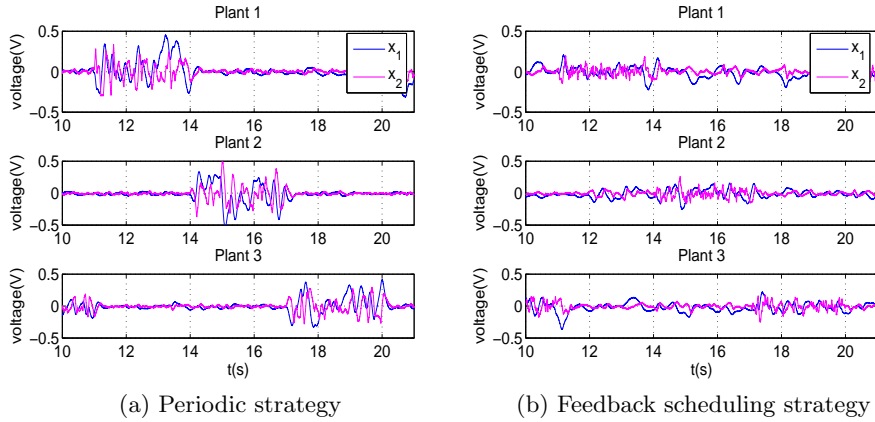 Plant 1
voltage(V)
0.5
0
−0.5
10 12 14 16 18 20
x1
x2
Plant 2
voltage(V)
0.5
0
−0.5
10 12 14 16 18 20
Plant 3
voltage(V)
0.5
0
−0.5
10 12 14 16 18 20
t(s)
(a) Periodic strategy
Plant 1
voltage(V)
0.5
0
−0.5
10 12 14 16 18 20
x1
x2
Plant 2
voltage(V)
0.5
0
−0.5
10 12 14 16 18 20
Plant 3
voltage(V)
0.5
0
−0.5
10 12 14 16 18 20
t(s)
(b) Feedback scheduling strategy